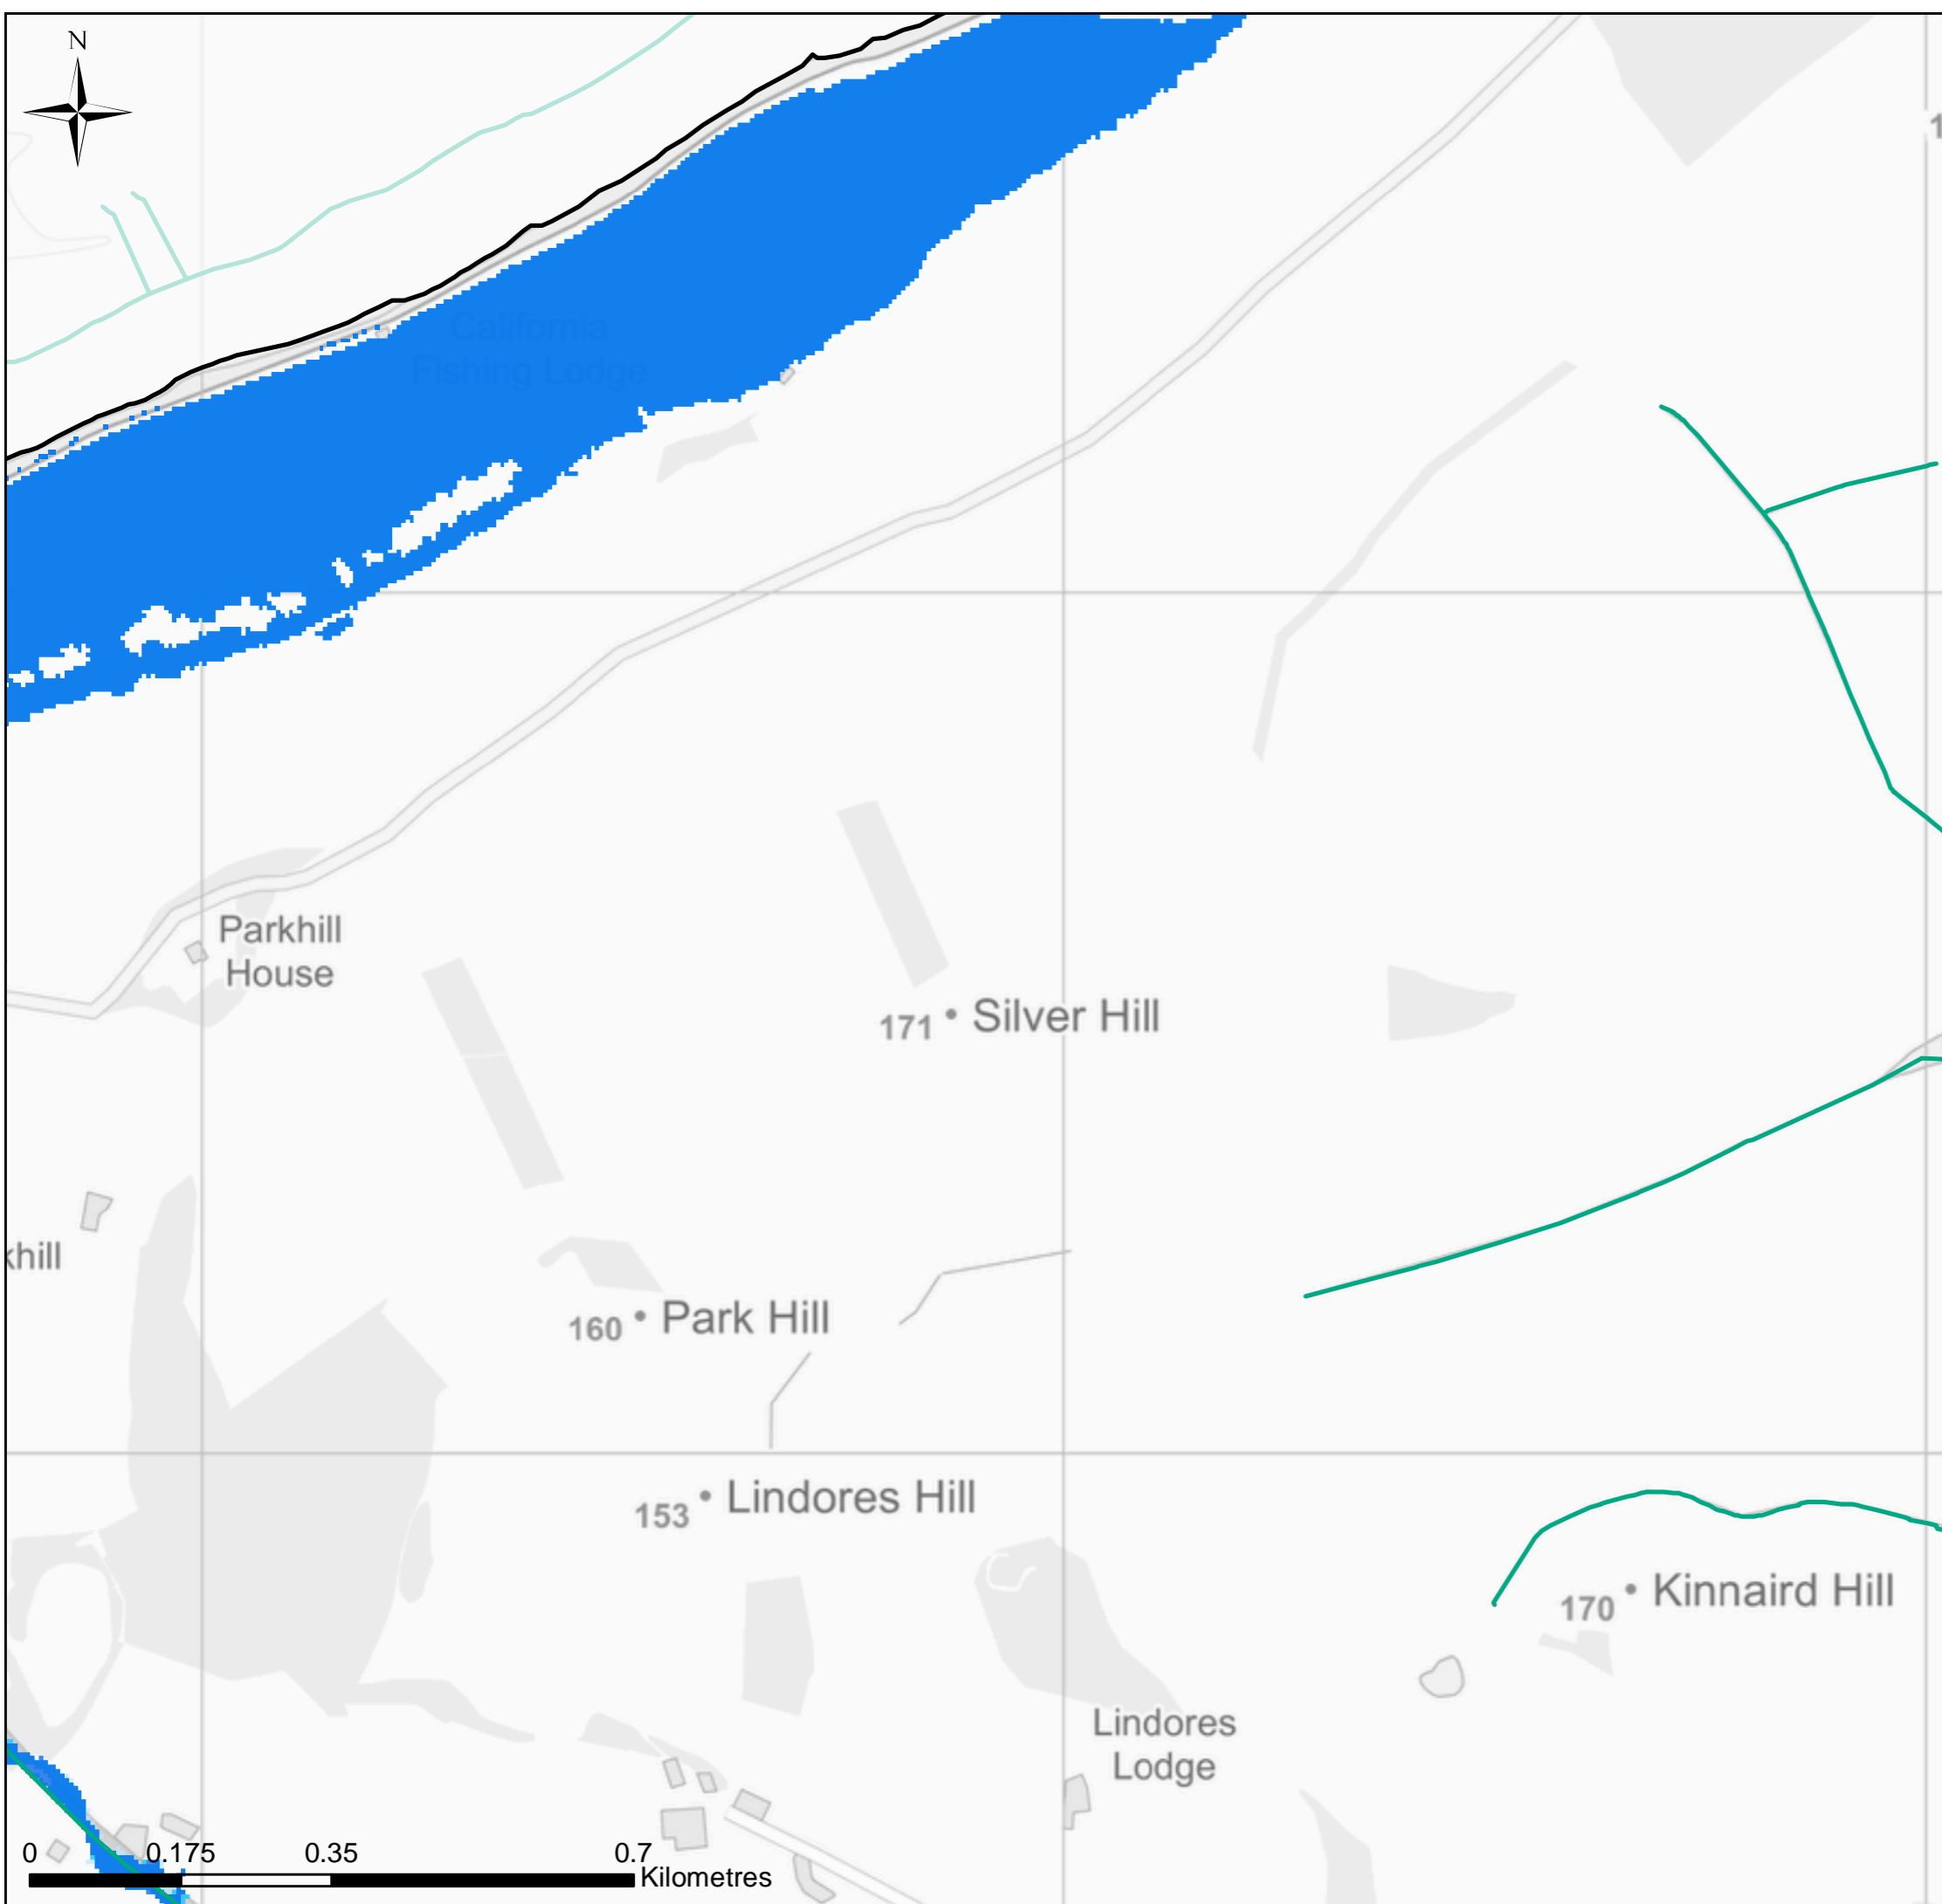 N
1
California
Fishing Lodge
Parkhill
House
171 Silver Hill
khill
160 Park Hill
153 Lindores Hill
170 Kinnaird Hill
Lindores
Lodge
0 0.175 0.35 0.7
Kilometres